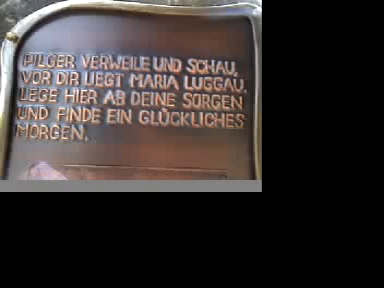 PILGER VERWEILE UND SCHAU,
VOR DIR LIEGT MARIA LUGGAU,
LEGE HIER AB DEINE SORGEN
UND FINDE EIN GLÜCKLICHES
MORGEN.